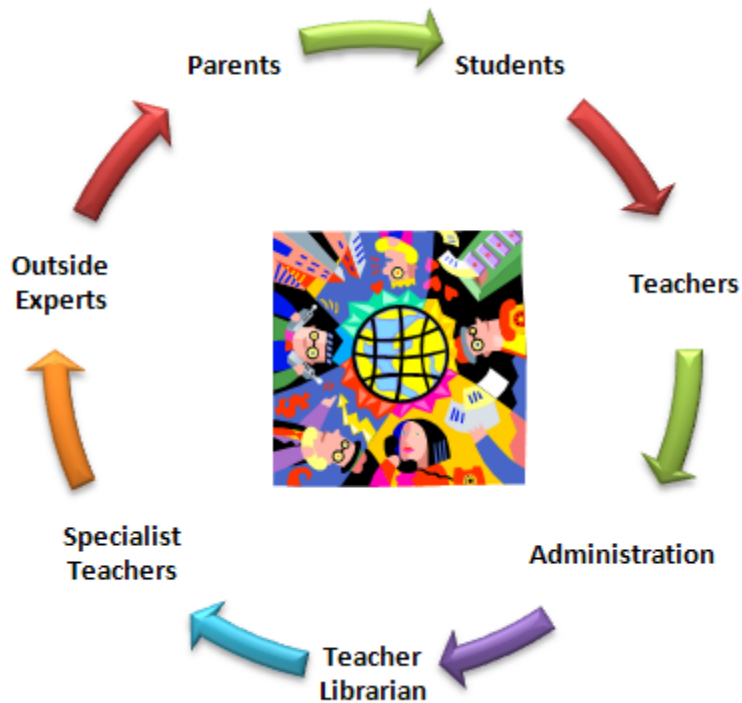 Parents
Students
Teachers
Administration
Teacher
Librarian
Specialist
Teachers
Outside
Experts